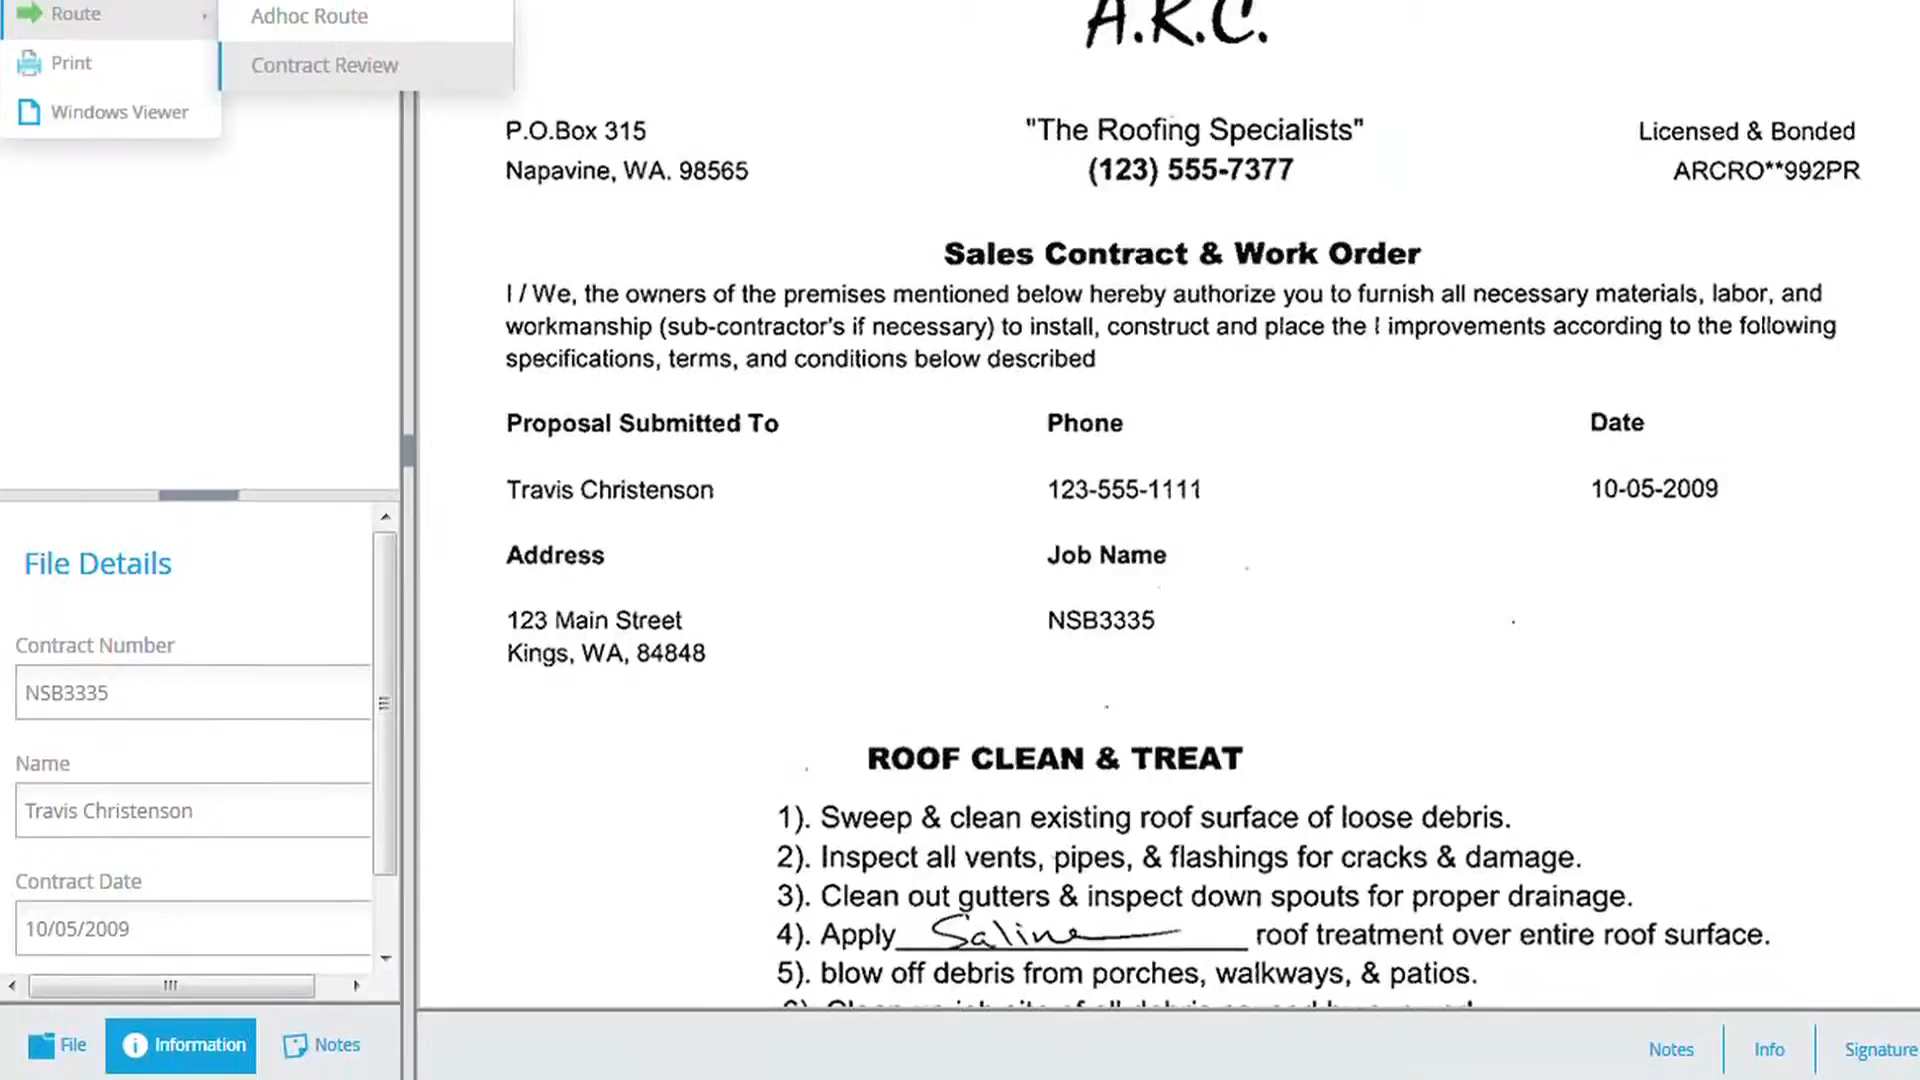 Route
Adhoc Route
Print
Contract Review
Windows Viewer
A.R.C.
P.O.Box 315
"The Roofing Specialists"
Licensed & Bonded
Napavine, WA. 98565
(123) 555-7377
ARCRO**992PR
Sales Contract & Work Order
I / We, the owners of the premises mentioned below hereby authorize you to furnish all necessary materials, labor, and
workmanship (sub-contractor's if necessary) to install, construct and place the I improvements according to the following
specifications, terms, and conditions below described
Proposal Submitted To
Phone
Date
Travis Christenson
123-555-1111
10-05-2009
Address
Job Name
123 Main Street
NSB3335
Kings, WA, 84848
ROOF CLEAN & TREAT
1). Sweep & clean existing roof surface of loose debris.
2). Inspect all vents, pipes, & flashings for cracks & damage.
3). Clean out gutters & inspect down spouts for proper drainage.
4). Apply Saline roof treatment over entire roof surface.
5). blow off debris from porches, walkways, & patios.
File Details
Contract Number
NSB3335
Name
Travis Christenson
Contract Date
10/05/2009
File
Information
Notes
Notes
Info
Signature